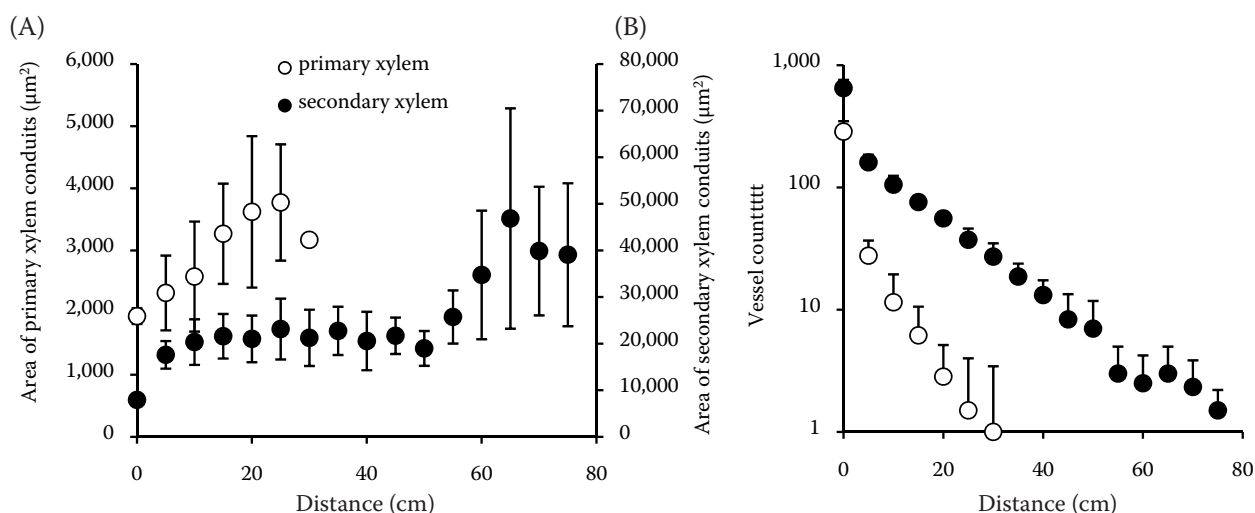 (A)
Area of primary xylem conduits (µm²)
6,000
5,000
4,000
3,000
2,000
1,000
0
primary xylem
secondary xylem
80,000
70,000
60,000
50,000
40,000
30,000
20,000
10,000
0
Area of secondary xylem conduits (µm²)
0 20 40 60 80
Distance (cm)
(B)
Vessel countttttt
1,000
100
10
1
0 20 40 60 80
Distance (cm)